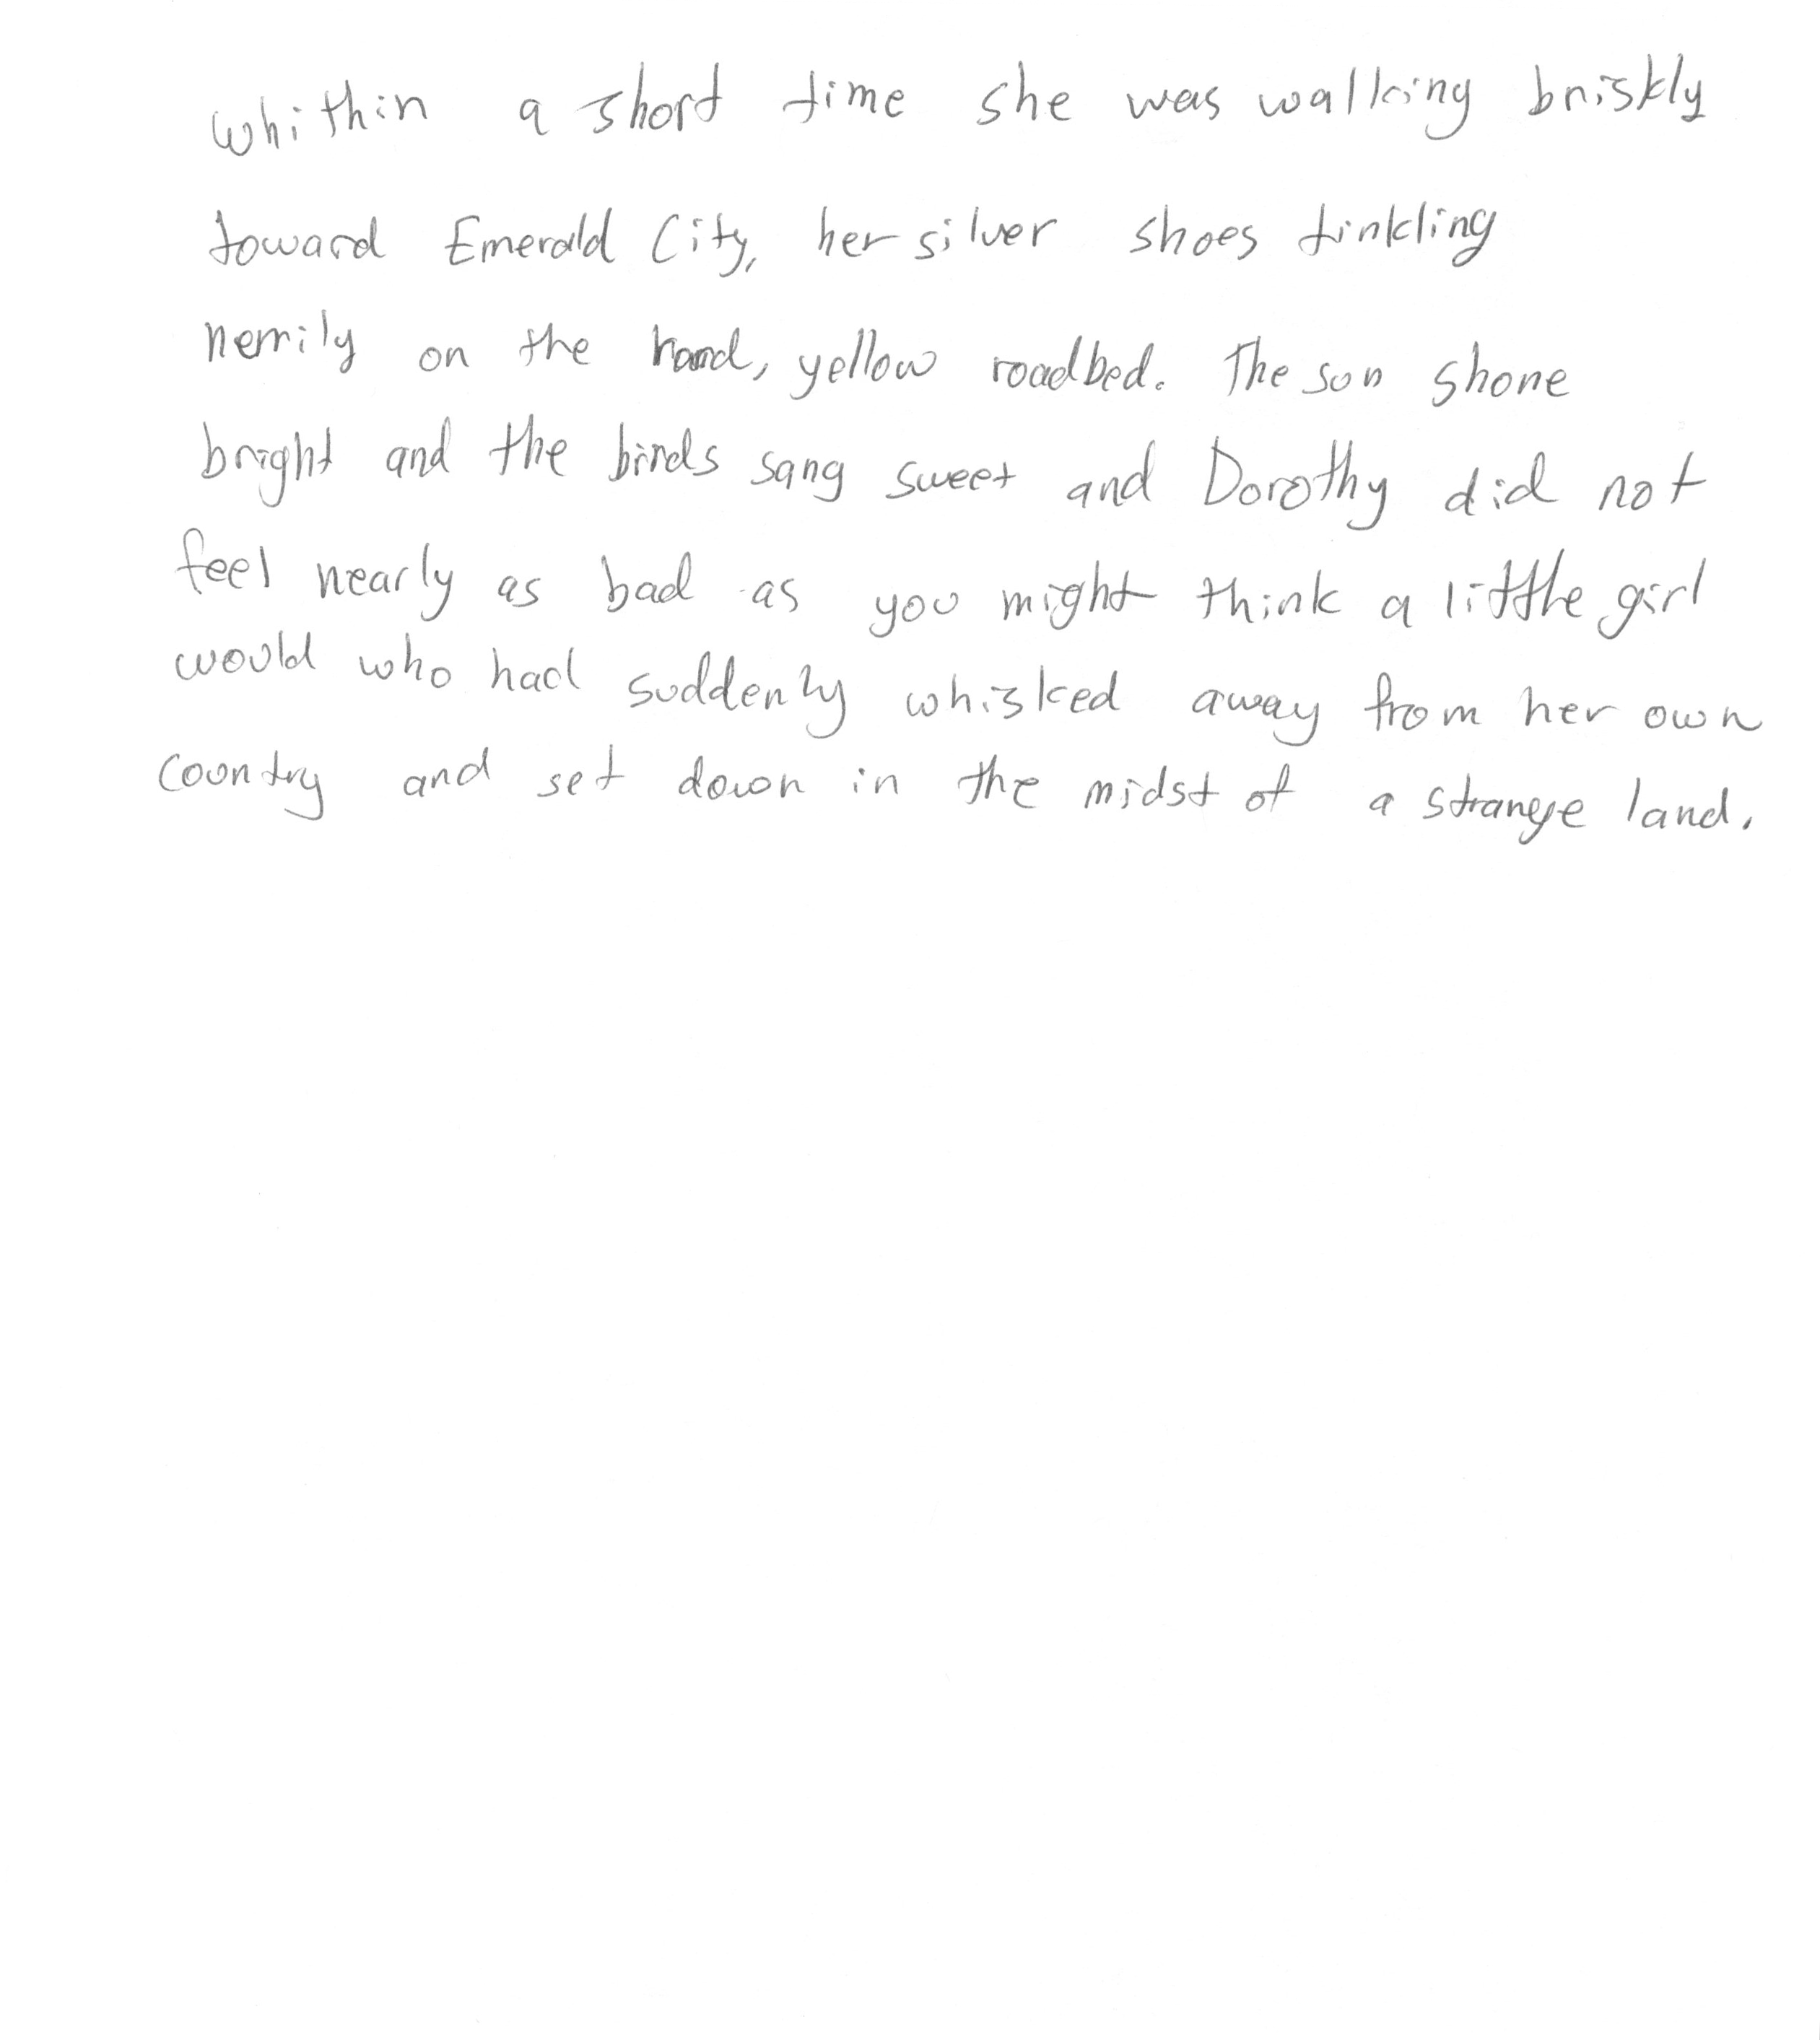 Whithin a short time she was walking briskly
toward Emerald City, her silver shoes tinkling
merrily on the hard, yellow roadbed. The sun shone
bright and the birds sang sweet and Dorothy did not
feel nearly as bad as you might think a little girl
would who had suddenly whisked away from her own
country and set down in the midst of a strange land.